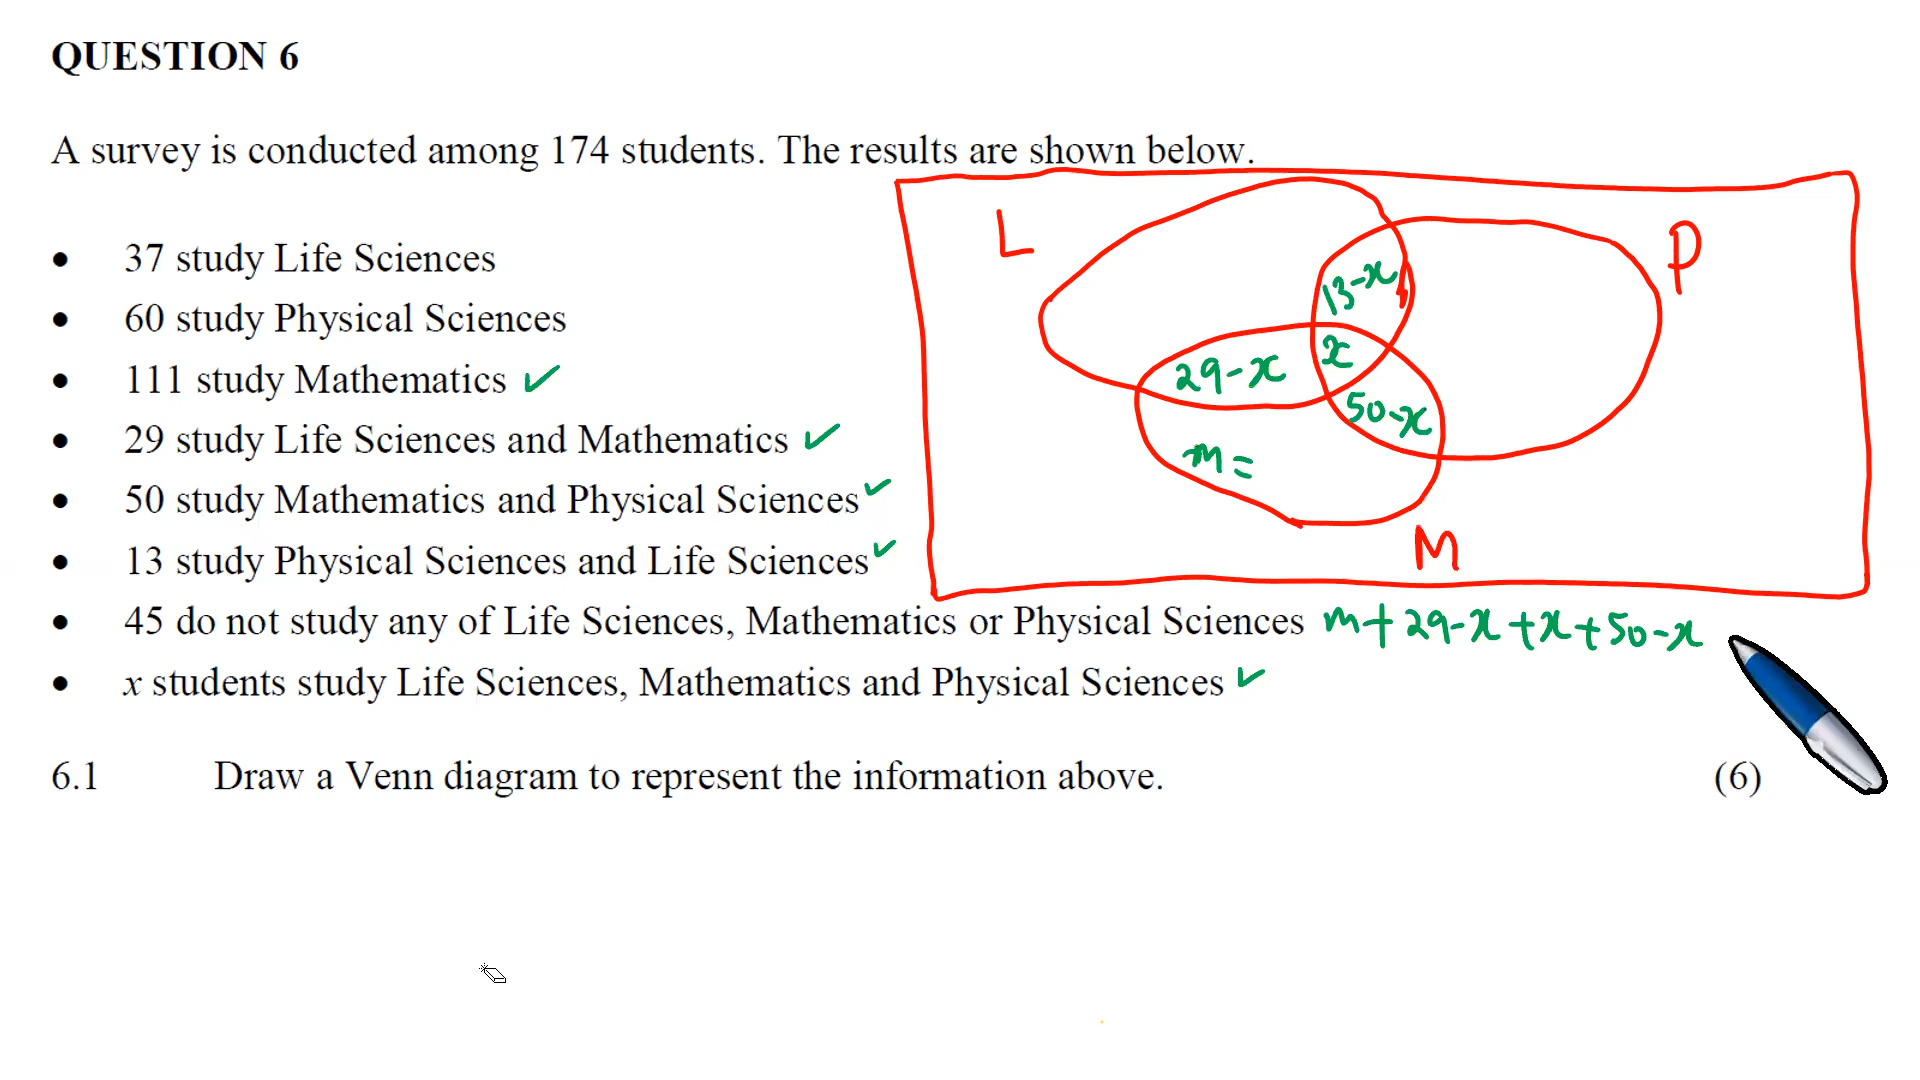 QUESTION 6
A survey is conducted among 174 students. The results are shown below.
• 37 study Life Sciences
• 60 study Physical Sciences
• 111 study Mathematics ✓
• 29 study Life Sciences and Mathematics ✓
• 50 study Mathematics and Physical Sciences ✓
• 13 study Physical Sciences and Life Sciences ✓
• 45 do not study any of Life Sciences, Mathematics or Physical Sciences
• x students study Life Sciences, Mathematics and Physical Sciences ✓
L
P
13-x
29-x
x
50-x
m =
M
m+29-x+x+50-x
6.1 Draw a Venn diagram to represent the information above. (6)